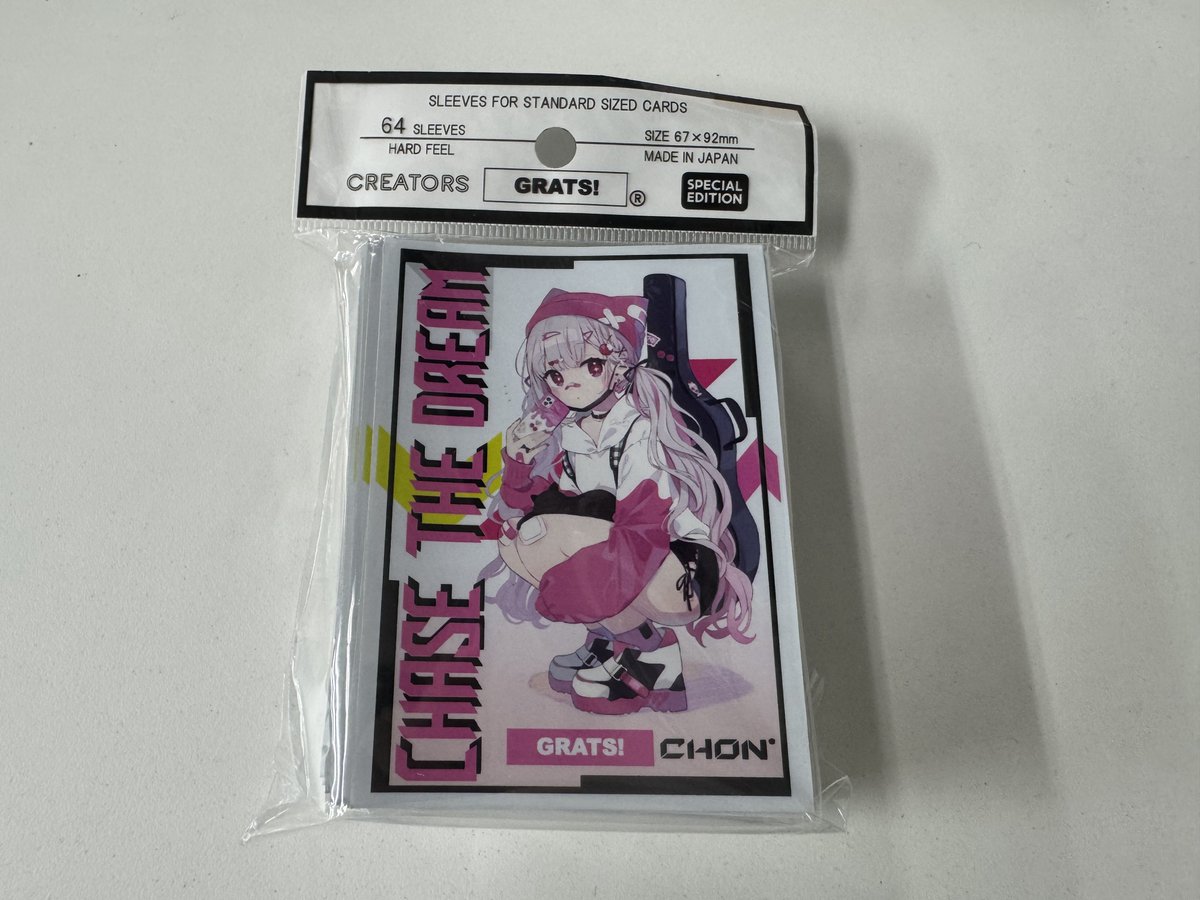 SLEEVES FOR STANDARD SIZED CARDS
64 SLEEVES
HARD FEEL
SIZE 67×92mm
MADE IN JAPAN
CREATORS GRATS!® SPECIAL EDITION
CHASE THE DREAM
GRATS! CHON